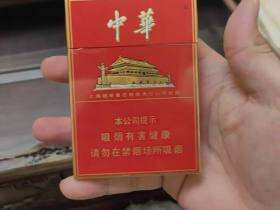 中華
本公司提示
吸烟有害健康
请勿在禁烟场所吸烟